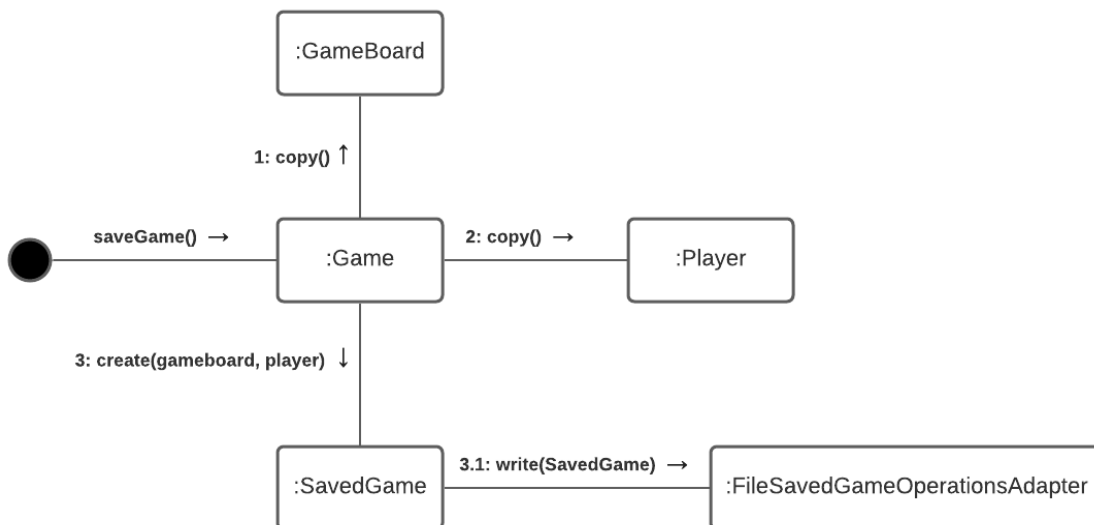 :GameBoard
1: copy() ↑
saveGame() →
:Game
2: copy() →
:Player
3: create(gameboard, player) ↓
:SavedGame
3.1: write(SavedGame) →
:FileSavedGameOperationsAdapter